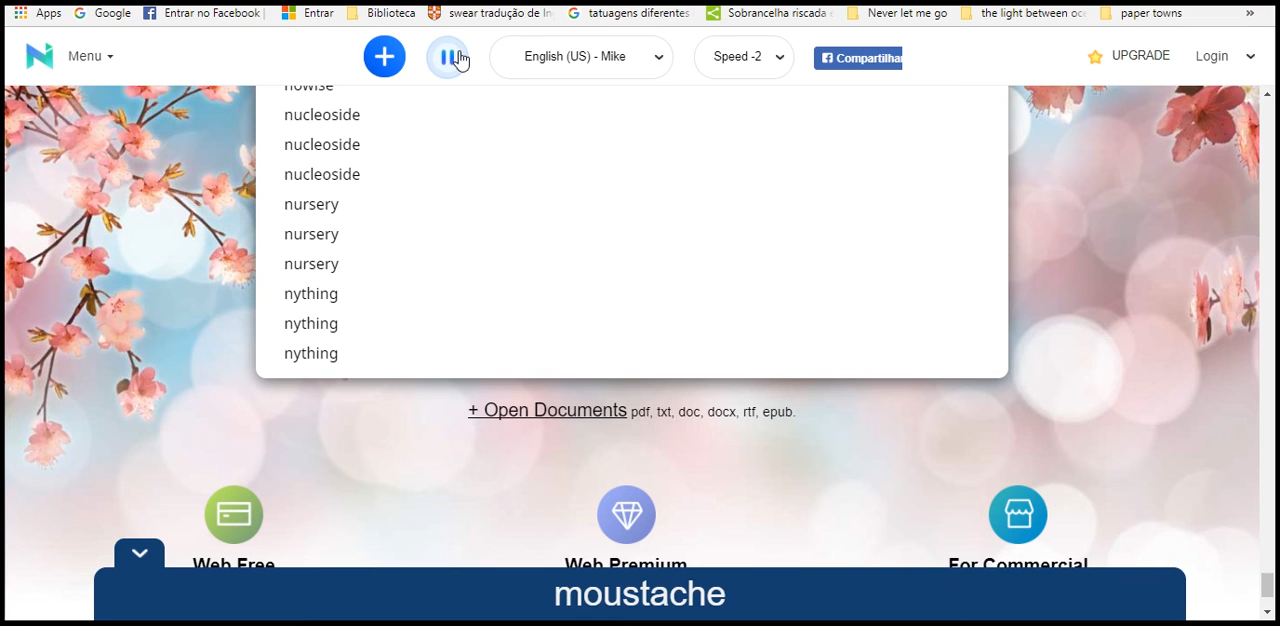 Apps Google Entrar no Facebook Entrar Biblioteca swear tradução de In tatuagens diferentes Sobrancelha riscada Never let me go the light between oc paper towns »
Menu English (US) - Mike Speed -2 Compartilhar UPGRADE Login
nowise
nucleoside
nucleoside
nucleoside
nursery
nursery
nursery
nything
nything
nything
+ Open Documents pdf, txt, doc, docx, rtf, epub.
Web Free Web Premium For Commercial
moustache